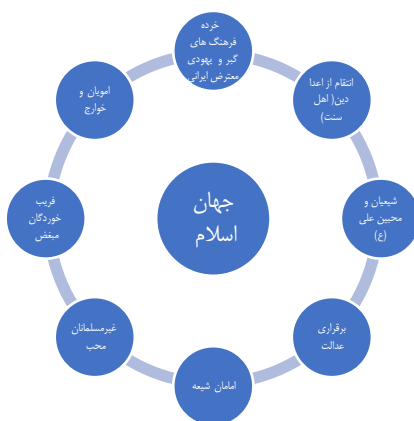 خرده
فرهنگ های
گبر و یهودی
معترض ایرانی
انتقام از اعدا
دین( اهل
سنت)
شیعیان و
محبین علی
(ع)
برقراری
عدالت
امامان شیعه
غیرمسلمانان
محب
فریب
خوردگان
مبغض
امویان و
خوارج
جهان
اسلام